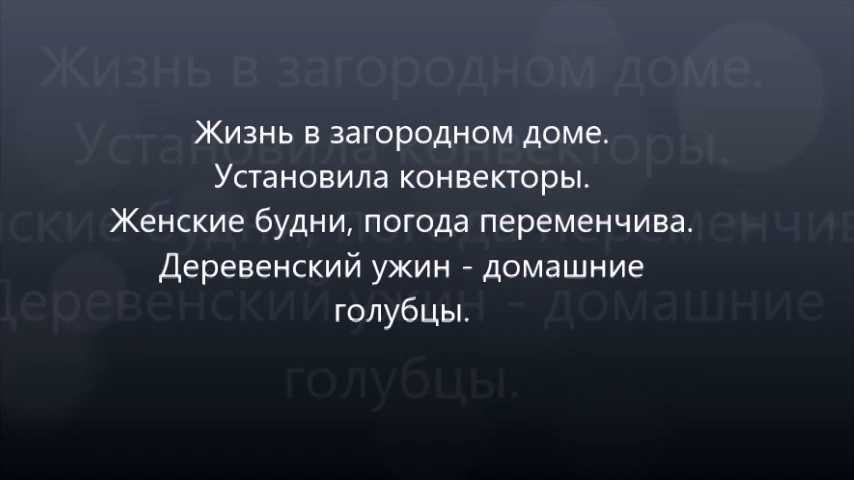 Жизнь в загородном доме.
Установила конвекторы.
Женские будни, погода переменчива.
Деревенский ужин - домашние
голубцы.